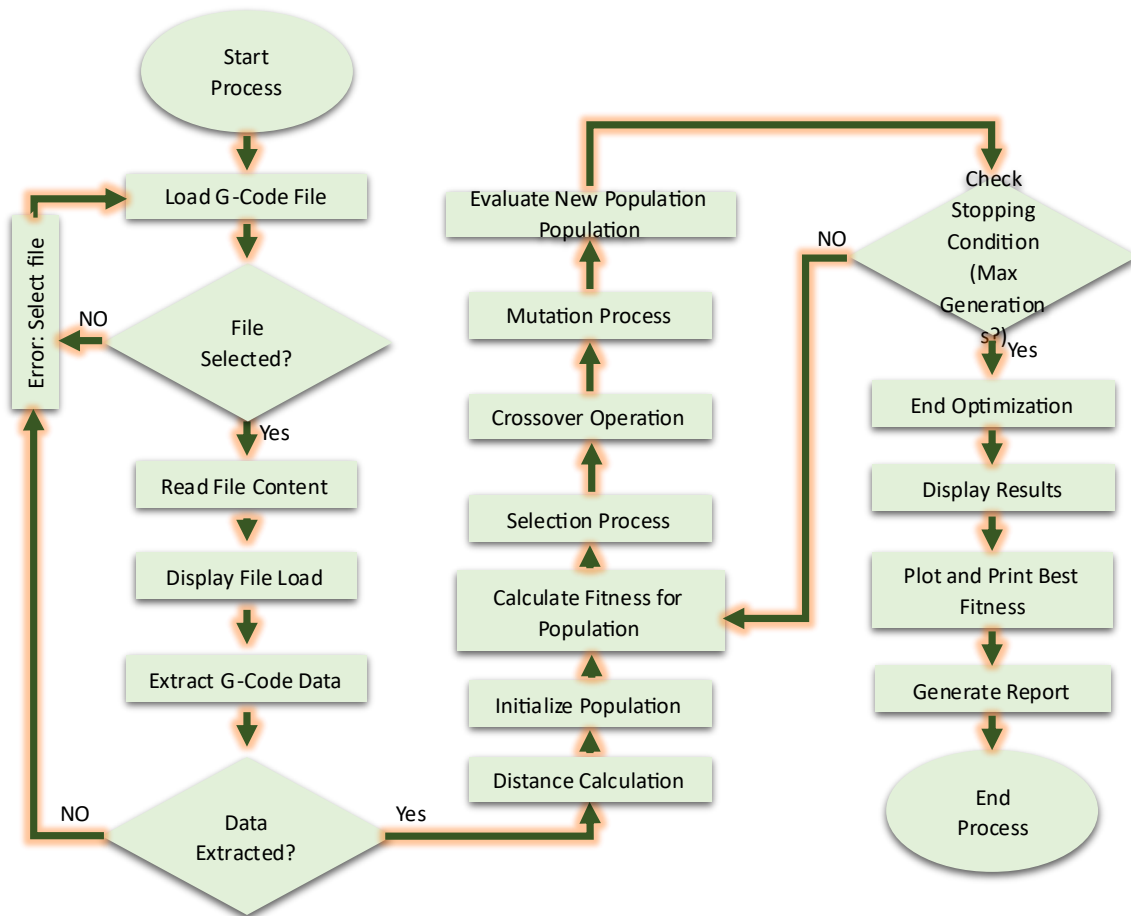 Start
Process
Load G-Code File
Error: Select file
NO
File
Selected?
Yes
Read File Content
Display File Load
Extract G-Code Data
NO
Data
Extracted?
Yes
Distance Calculation
Initialize Population
Calculate Fitness for
Population
Selection Process
Crossover Operation
Mutation Process
Evaluate New Population
Population
Check
Stopping
Condition
(Max
Generation
s?)
NO
Yes
End Optimization
Display Results
Plot and Print Best
Fitness
Generate Report
End
Process